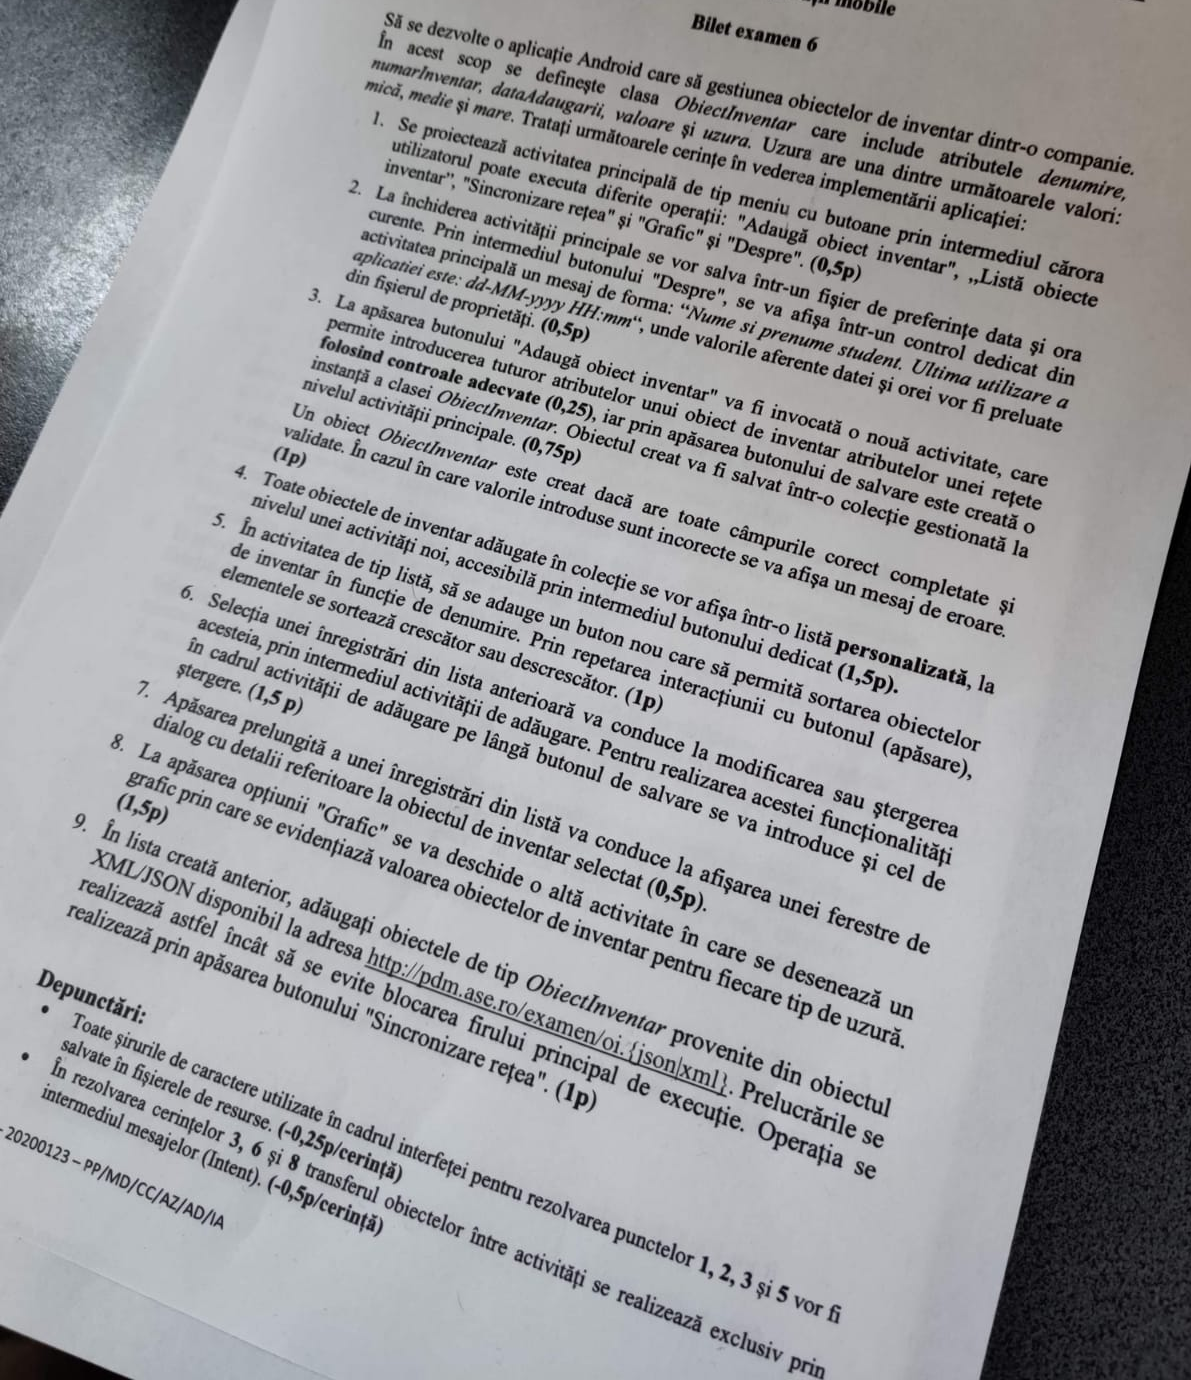 mobile
Bilet examen 6
Să se dezvolte o aplicație Android care să gestiunea obiectelor de inventar dintr-o companie.
În acest scop se definește clasa ObiectInventar care include atributele denumire,
numarInventar, dataAdaugarii, valoare și uzura. Uzura are una dintre următoarele valori:
mică, medie și mare. Tratați următoarele cerințe în vederea implementării aplicației:
1. Se proiectează activitatea principală de tip meniu cu butoane prin intermediul cărora
utilizatorul poate executa diferite operații: "Adaugă obiect inventar", „Listă obiecte
inventar", "Sincronizare rețea" și "Grafic" și "Despre". (0,5p)
2. La închiderea activității principale se vor salva într-un fișier de preferințe data și ora
curente. Prin intermediul butonului "Despre", se va afișa într-un control dedicat din
activitatea principală un mesaj de forma: "Nume si prenume student. Ultima utilizare a
aplicatiei este: dd-MM-yyyy HH:mm", unde valorile aferente datei și orei vor fi preluate
din fișierul de proprietăți. (0,5p)
3. La apăsarea butonului "Adaugă obiect inventar" va fi invocată o nouă activitate, care
permite introducerea tuturor atributelor unui obiect de inventar atributelor unei rețete
folosind controale adecvate (0,25), iar prin apăsarea butonului de salvare este creată o
instanță a clasei ObiectInventar. Obiectul creat va fi salvat într-o colecție gestionată la
nivelul activității principale. (0,75p)
Un obiect ObiectInventar este creat dacă are toate câmpurile corect completate și
validate. În cazul în care valorile introduse sunt incorecte se va afișa un mesaj de eroare.
(1p)
4. Toate obiectele de inventar adăugate în colecție se vor afișa într-o listă personalizată, la
nivelul unei activități noi, accesibilă prin intermediul butonului dedicat (1,5p).
5. În activitatea de tip listă, să se adauge un buton nou care să permită sortarea obiectelor
de inventar în funcție de denumire. Prin repetarea interacțiunii cu butonul (apăsare),
elementele se sortează crescător sau descrescător. (1p)
6. Selecția unei înregistrări din lista anterioară va conduce la modificarea sau ștergerea
acesteia, prin intermediul activității de adăugare. Pentru realizarea acestei funcționalități
în cadrul activității de adăugare pe lângă butonul de salvare se va introduce și cel de
ștergere. (1,5 p)
7. Apăsarea prelungită a unei înregistrări din listă va conduce la afișarea unei ferestre de
dialog cu detalii referitoare la obiectul de inventar selectat (0,5p).
8. La apăsarea opțiunii "Grafic" se va deschide o altă activitate în care se desenează un
grafic prin care se evidențiază valoarea obiectelor de inventar pentru fiecare tip de uzură.
(1,5p)
9. În lista creată anterior, adăugați obiectele de tip ObiectInventar provenite din obiectul
XML/JSON disponibil la adresa http://pdm.ase.ro/examen/oi.{json|xml}. Prelucrările se
realizează astfel încât să se evite blocarea firului principal de execuție. Operația se
realizează prin apăsarea butonului "Sincronizare rețea". (1p)
Depunctări:
• Toate șirurile de caractere utilizate în cadrul interfeței pentru rezolvarea punctelor 1, 2, 3 și 5 vor fi
salvate în fișierele de resurse. (-0,25p/cerință)
• În rezolvarea cerințelor 3, 6 și 8 transferul obiectelor între activități se realizează exclusiv prin
intermediul mesajelor (Intent). (-0,5p/cerință)
- 20200123 – PP/MD/CC/AZ/AD/IA